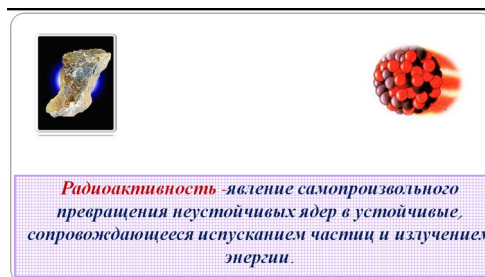 Радиоактивность -явление самопроизвольного
превращения неустойчивых ядер в устойчивые,
сопровождающееся испусканием частиц и излучением
энергии.